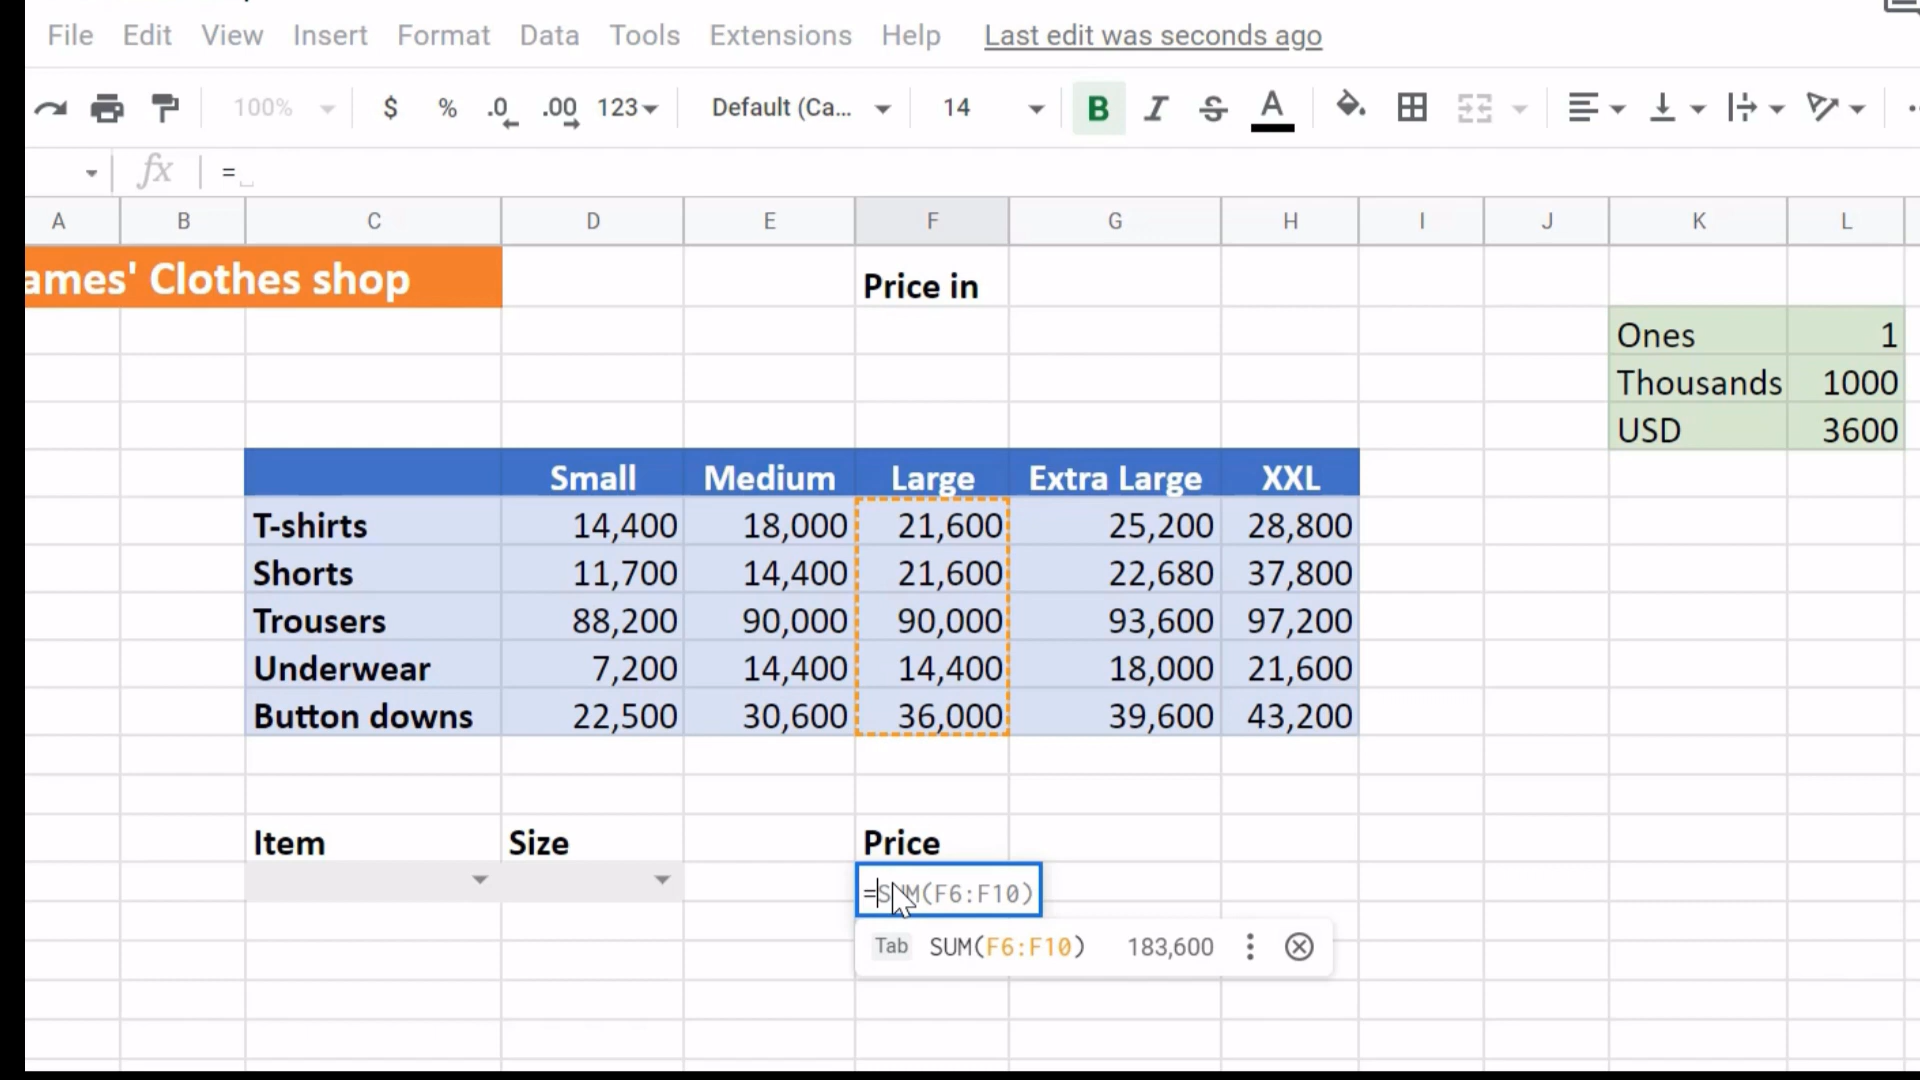 File Edit View Insert Format Data Tools Extensions Help Last edit was seconds ago
100% $ % .0 .00 123 Default (Ca... 14 B I S A
fx =
A B C D E F G H I J K L
ames' Clothes shop Price in
Ones 1
Thousands 1000
USD 3600
Small Medium Large Extra Large XXL
T-shirts 14,400 18,000 21,600 25,200 28,800
Shorts 11,700 14,400 21,600 22,680 37,800
Trousers 88,200 90,000 90,000 93,600 97,200
Underwear 7,200 14,400 14,400 18,000 21,600
Button downs 22,500 30,600 36,000 39,600 43,200
Item Size Price
=SUM(F6:F10)
Tab SUM(F6:F10) 183,600